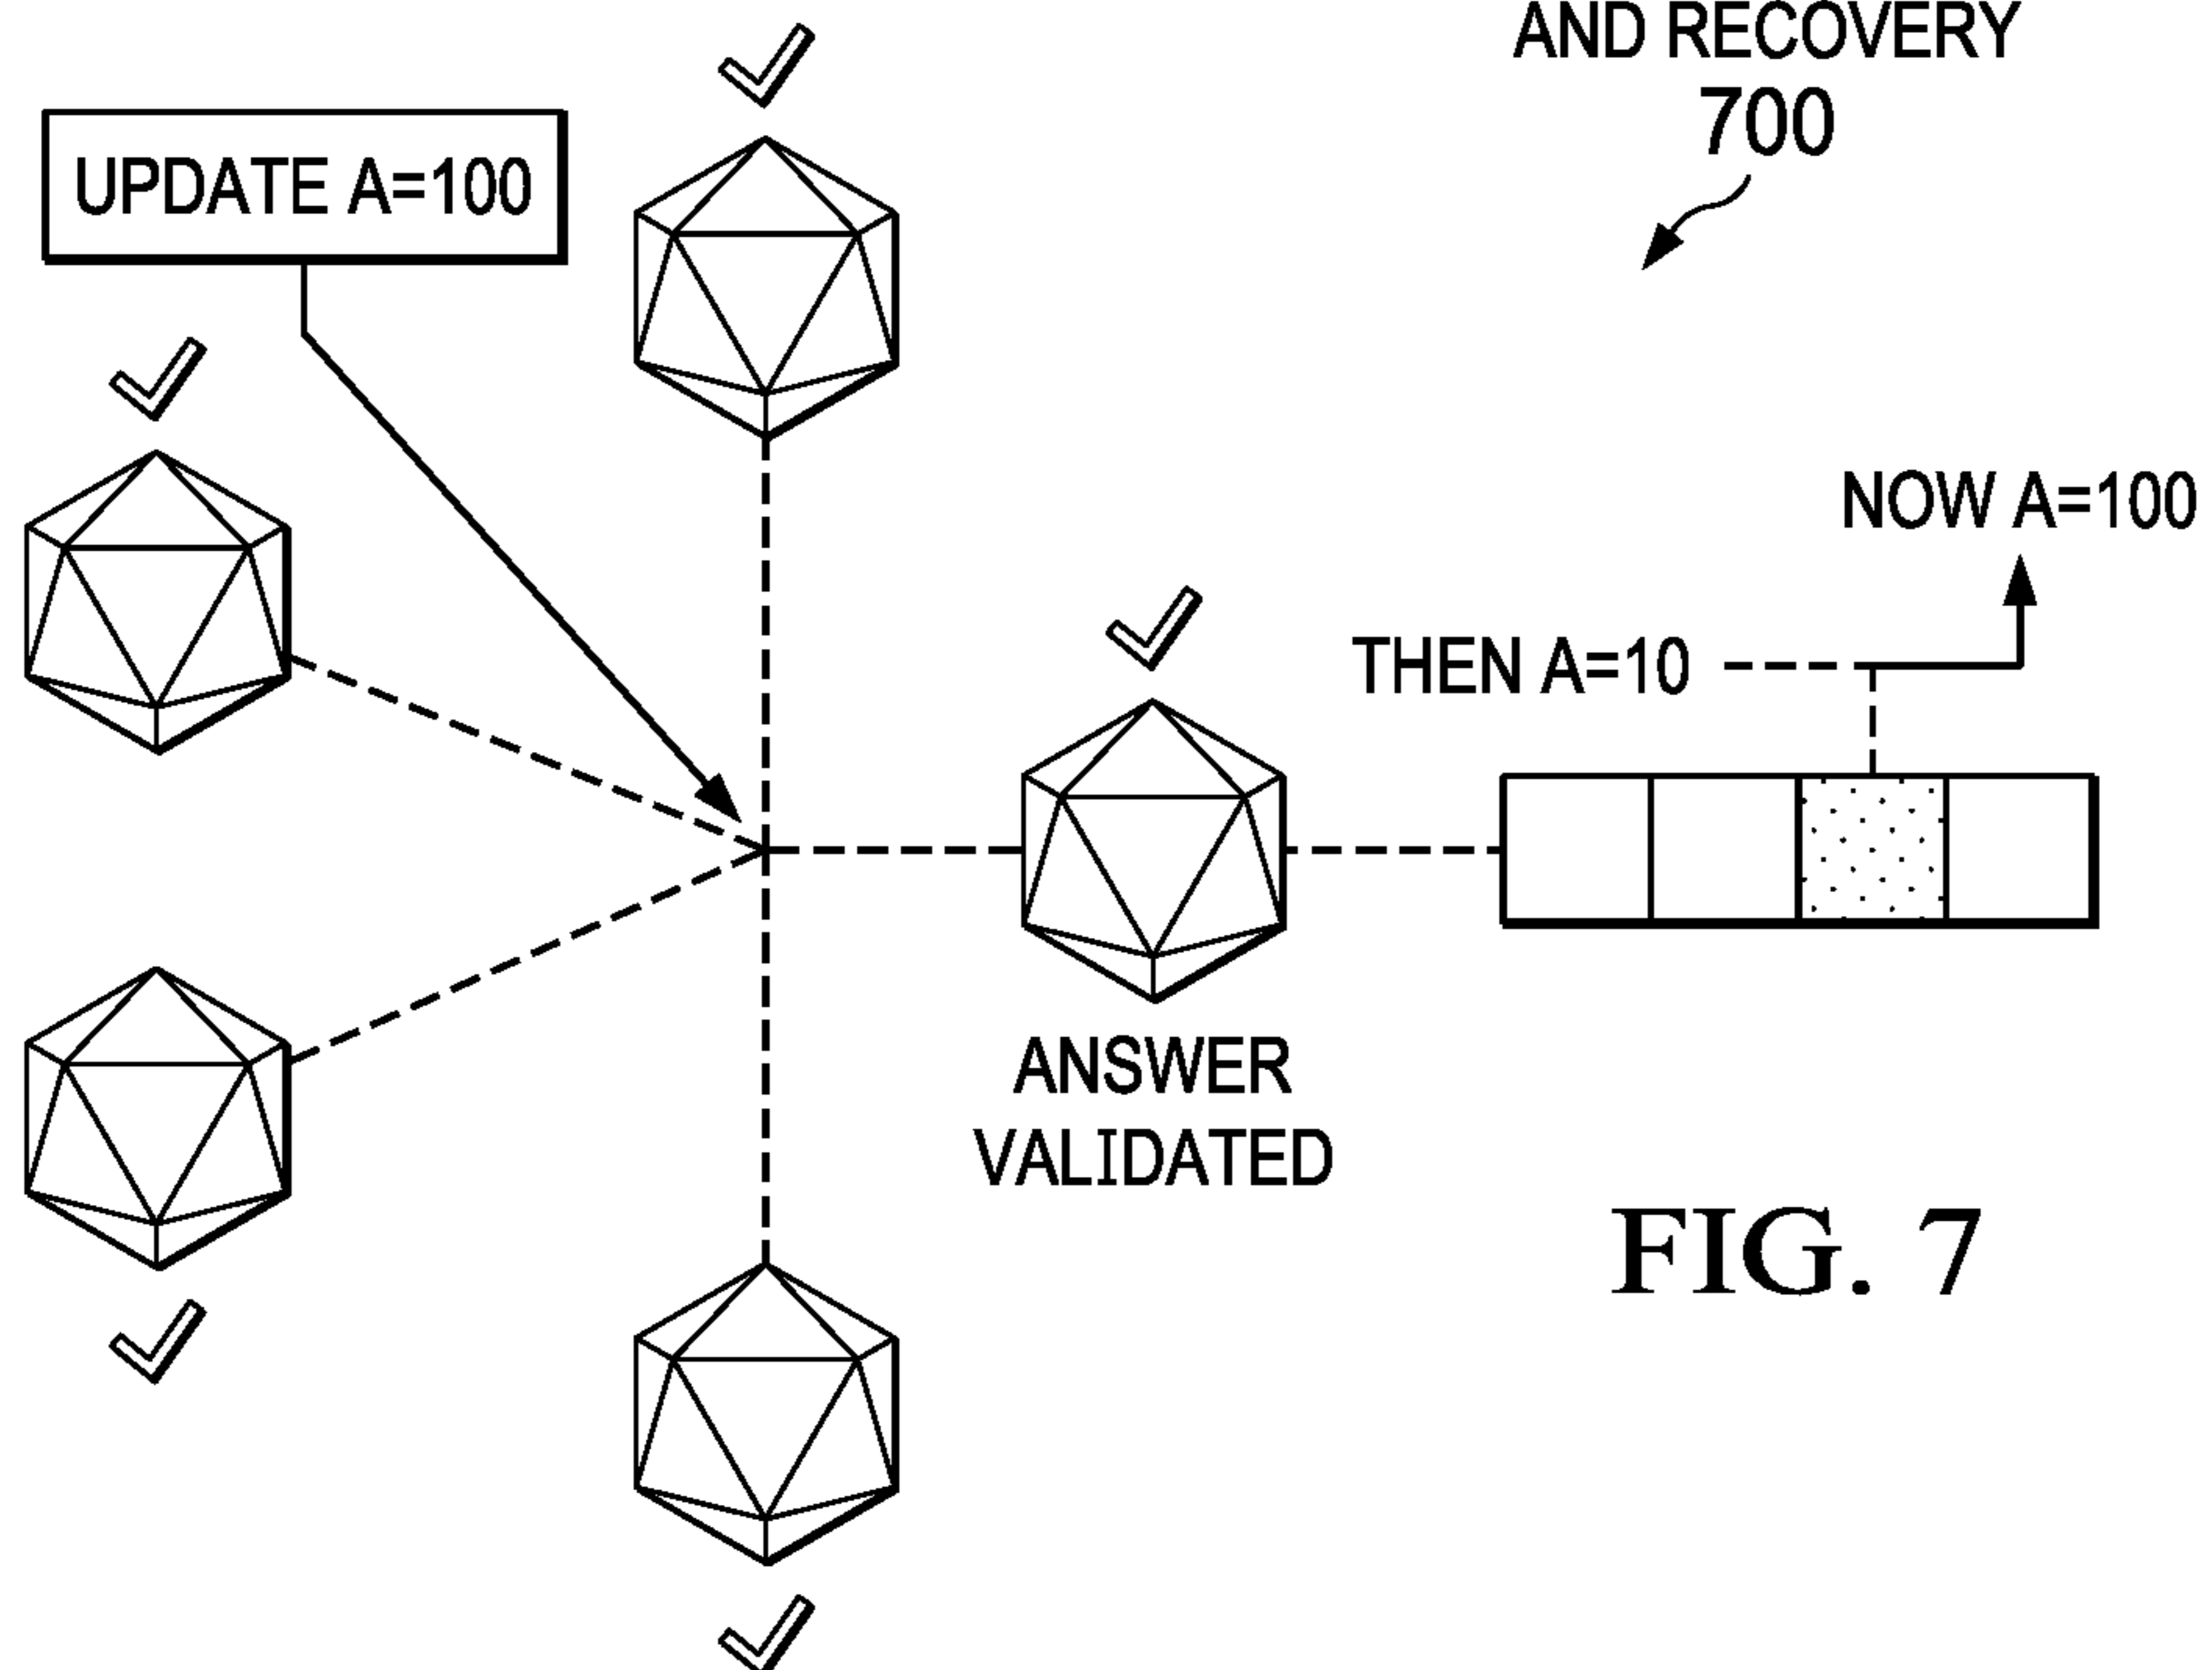 AND RECOVERY
700
UPDATE A=100
NOW A=100
THEN A=10
ANSWER
VALIDATED
FIG. 7